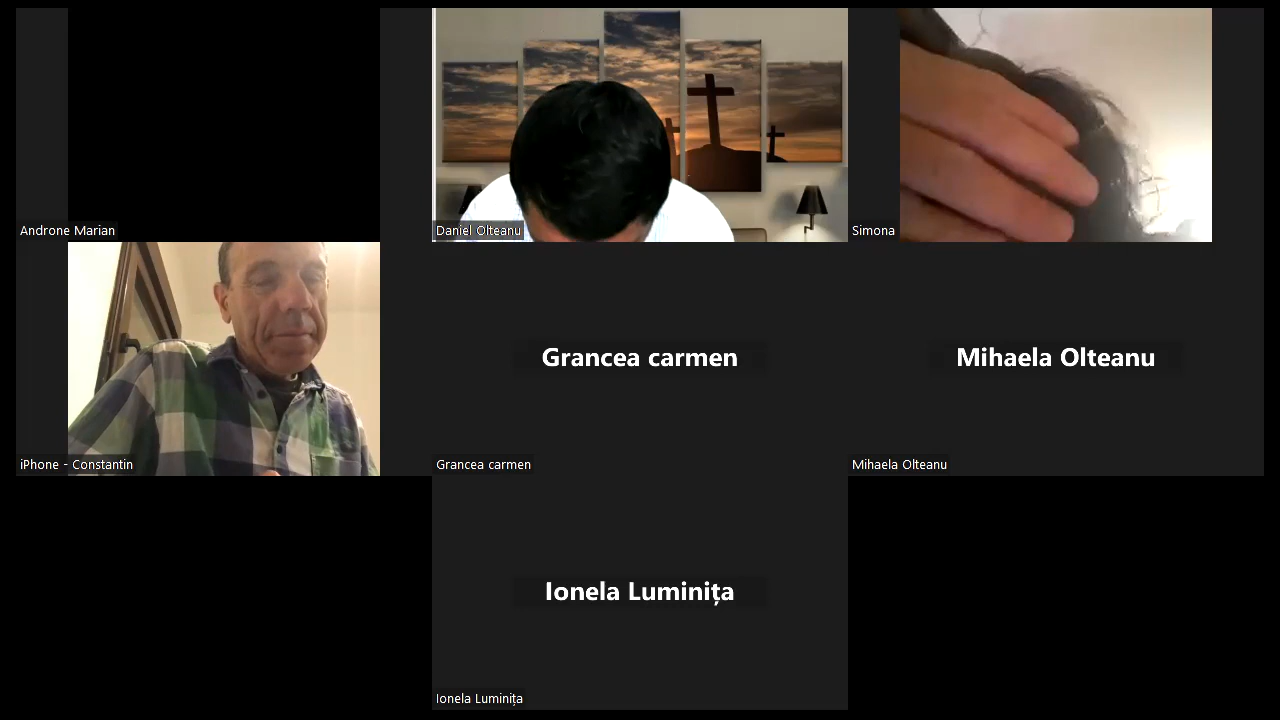 Androne Marian
Daniel Olteanu
Simona
iPhone - Constantin
Grancea carmen
Grancea carmen
Mihaela Olteanu
Mihaela Olteanu
Ionela Luminița
Ionela Luminița